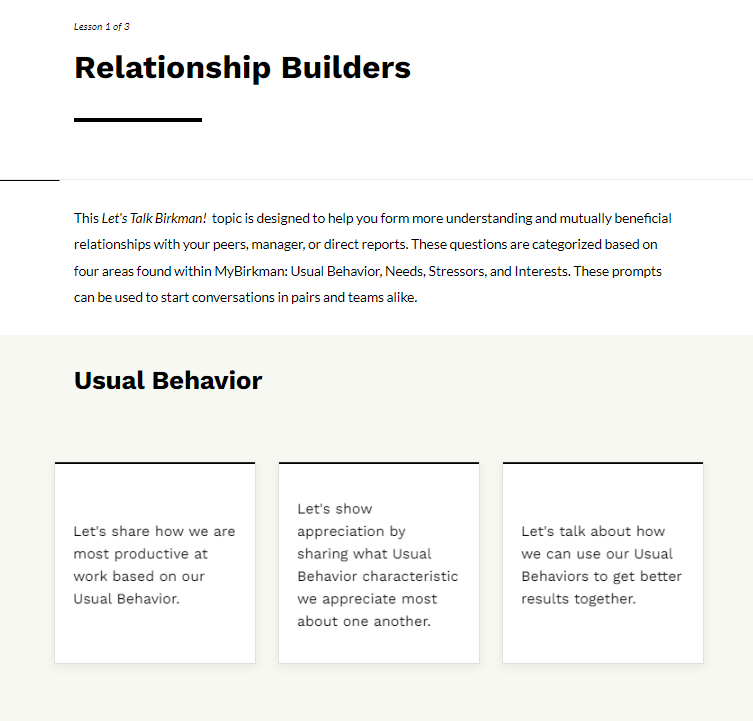 Lesson 1 of 3
Relationship Builders
This Let's Talk Birkman! topic is designed to help you form more understanding and mutually beneficial
relationships with your peers, manager, or direct reports. These questions are categorized based on
four areas found within MyBirkman: Usual Behavior, Needs, Stressors, and Interests. These prompts
can be used to start conversations in pairs and teams alike.
Usual Behavior
Let's share how we are
most productive at
work based on our
Usual Behavior.
Let's show
appreciation by
sharing what Usual
Behavior characteristic
we appreciate most
about one another.
Let's talk about how
we can use our Usual
Behaviors to get better
results together.